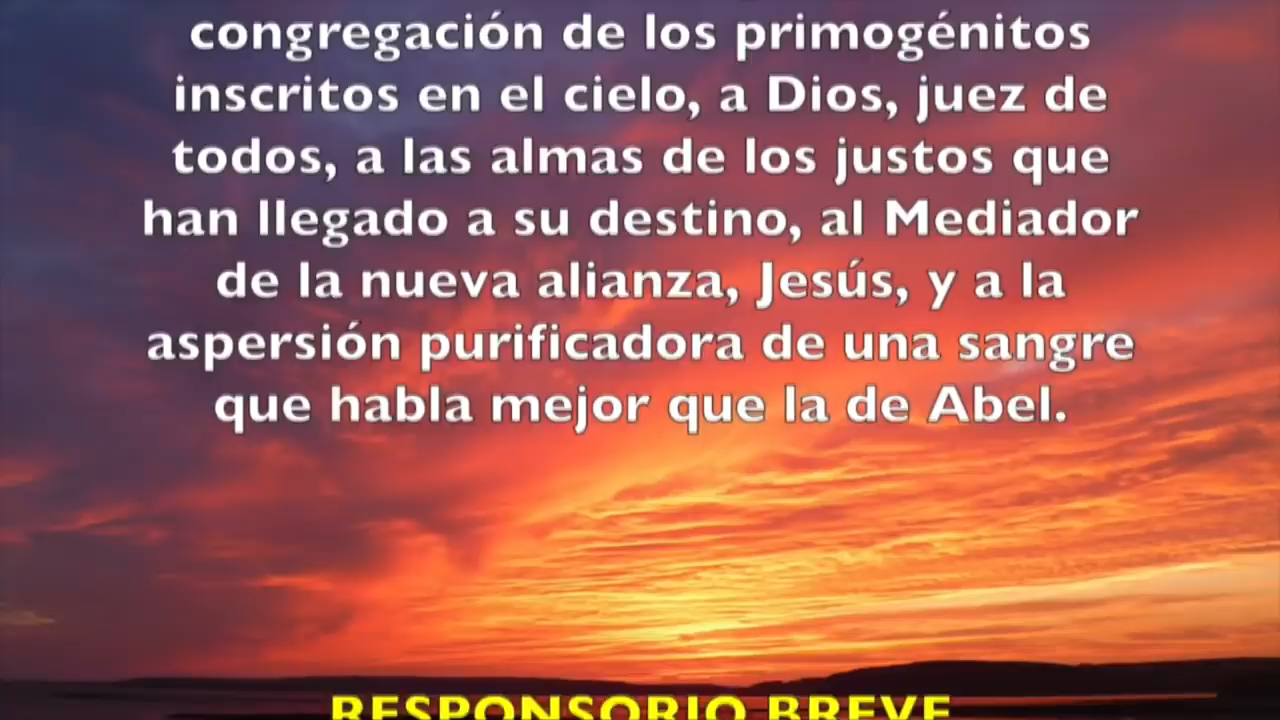 congregación de los primogénitos
inscritos en el cielo, a Dios, juez de
todos, a las almas de los justos que
han llegado a su destino, al Mediador
de la nueva alianza, Jesús, y a la
aspersión purificadora de una sangre
que habla mejor que la de Abel.
RESPONSORIO BREVE